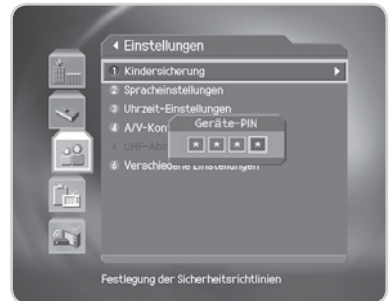 Einstellungen
1 Kindersicherung
2 Spracheinstellungen
3 Uhrzeit-Einstellungen
4 A/V-Kon
Geräte-PIN
* * * *
5 UHF-Abs
6 Verschiedene Einstellungen
Festlegung der Sicherheitsrichtlinien